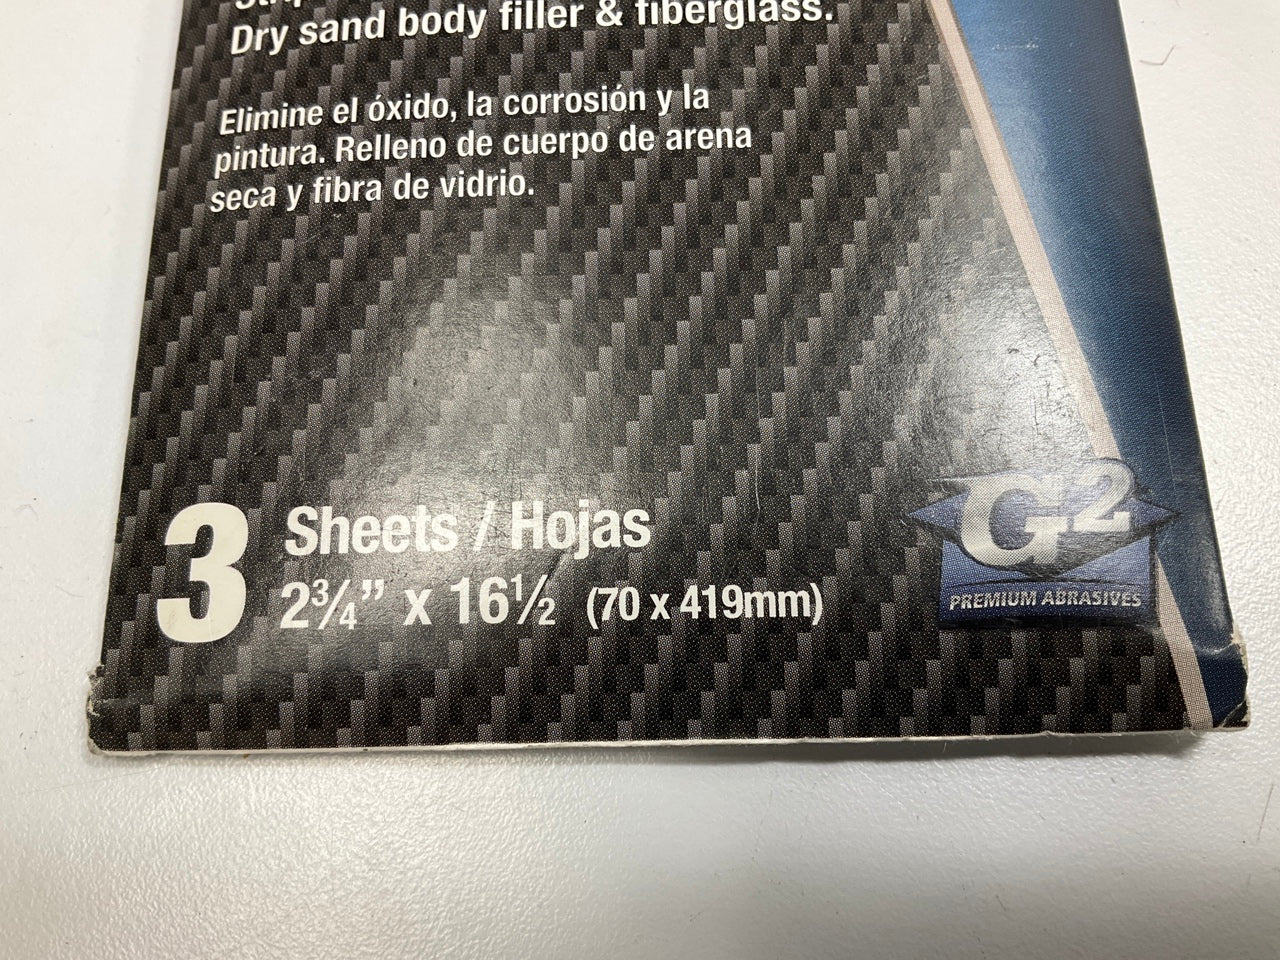 Dry sand body filler & fiberglass.
Elimine el óxido, la corrosión y la
pintura. Relleno de cuerpo de arena
seca y fibra de vidrio.
3 Sheets / Hojas
2¾” x 16½ (70 x 419mm)
G2
PREMIUM ABRASIVES